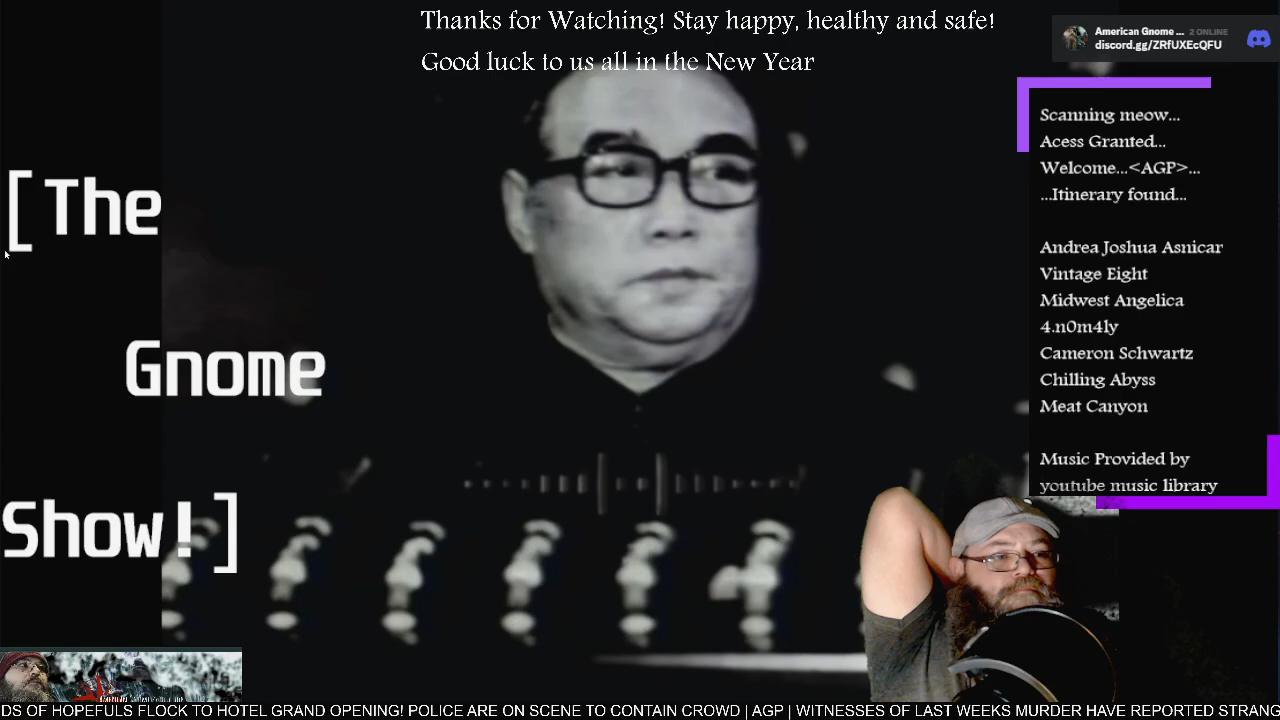 Thanks for Watching! Stay happy, healthy and safe!
Good luck to us all in the New Year
American Gnome ... 2 ONLINE
discord.gg/ZRfUXEcQFU
Scanning meow...
Acess Granted...
Welcome...<AGP>...
...Itinerary found...
Andrea Joshua Asnicar
Vintage Eight
Midwest Angelica
4.n0m4ly
Cameron Schwartz
Chilling Abyss
Meat Canyon
Music Provided by
youtube music library
[The
Gnome
Show!]
DS OF HOPEFULS FLOCK TO HOTEL GRAND OPENING! POLICE ARE ON SCENE TO CONTAIN CROWD | AGP | WITNESSES OF LAST WEEKS MURDER HAVE REPORTED STRANG